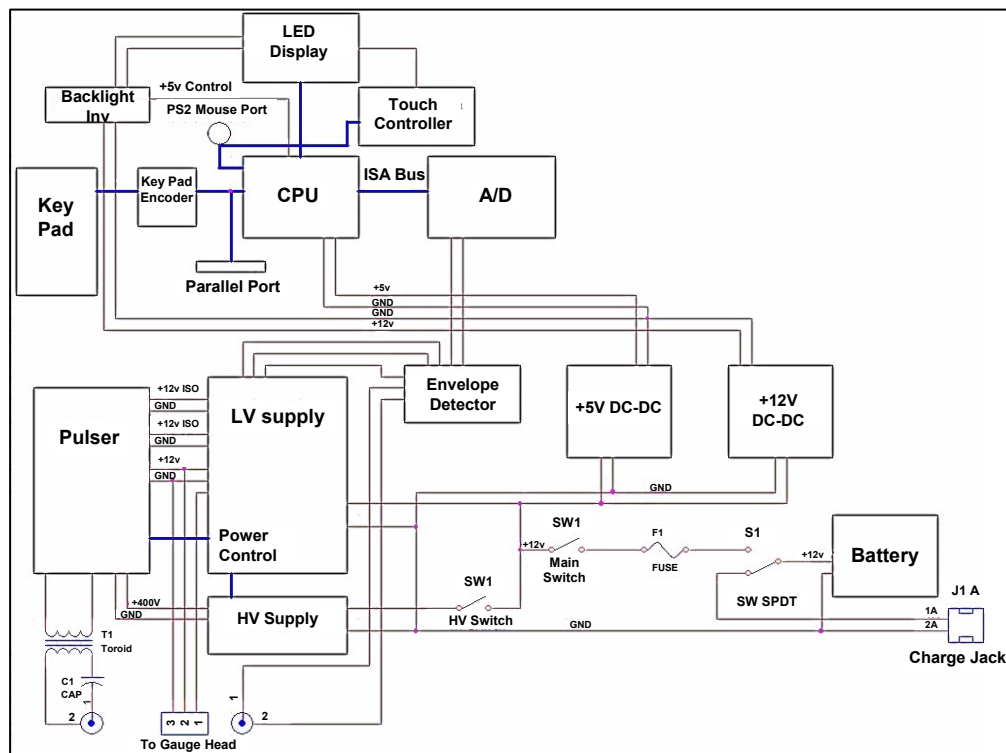 LED
Display
+5v Control
Backlight
Inv
PS2 Mouse Port
Touch
Controller
Key
Pad
Key Pad
Encoder
CPU
ISA Bus
A/D
Parallel Port
+5v
GND
GND
+12v
Pulser
+12v ISO
GND
+12v ISO
GND
+12v
GND
LV supply
Power
Control
Envelope
Detector
+5V DC-DC
+12V
DC-DC
GND
SW1
+12v
Main
Switch
F1
FUSE
S1
SW SPDT
+12v
Battery
+400V
GND
HV Supply
SW1
HV Switch
GND
J1 A
1A
2A
Charge Jack
T1
Toroid
C1
CAP
1
2
3
2
1
To Gauge Head
1
2